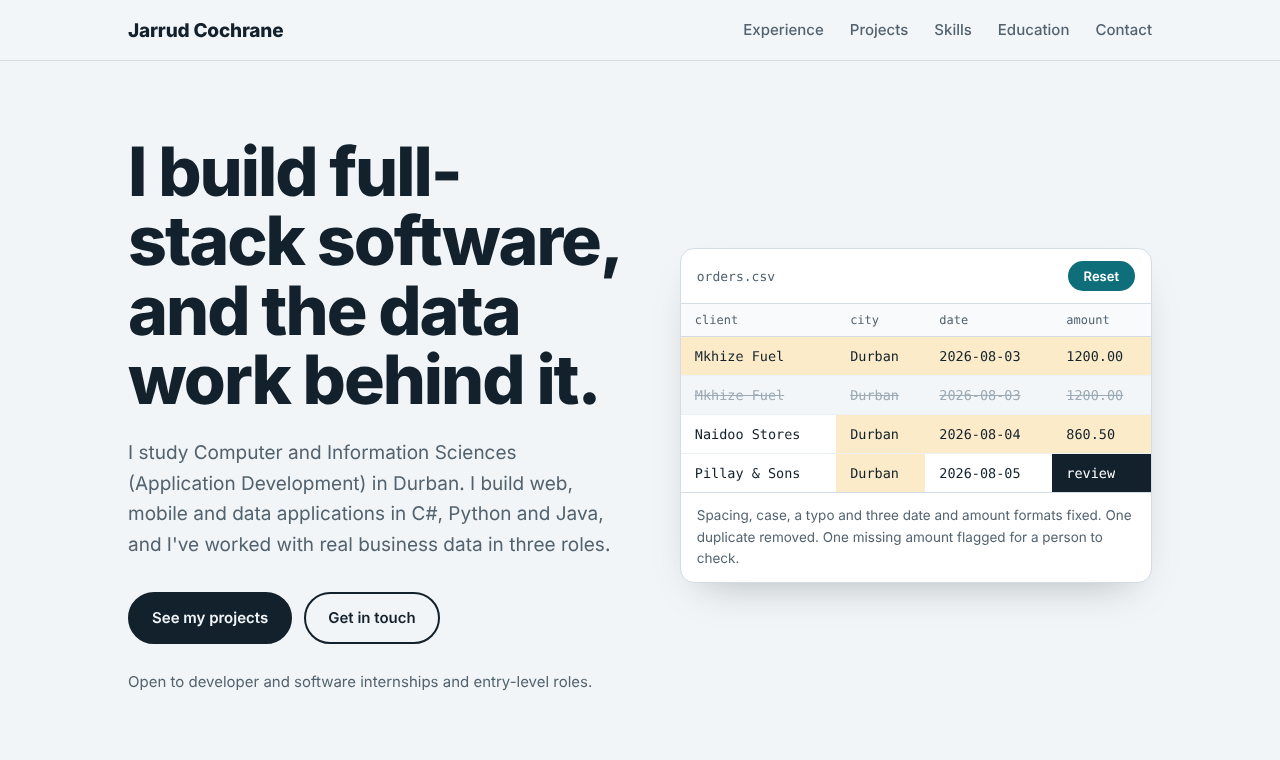 Jarrud Cochrane
Experience Projects Skills Education Contact
I build full-
stack software,
and the data
work behind it.
I study Computer and Information Sciences
(Application Development) in Durban. I build web,
mobile and data applications in C#, Python and Java,
and I've worked with real business data in three roles.
See my projects Get in touch
Open to developer and software internships and entry-level roles.
orders.csv Reset
client city date amount
Mkhize Fuel Durban 2026-08-03 1200.00
Mkhize Fuel Durban 2026-08-03 1200.00
Naidoo Stores Durban 2026-08-04 860.50
Pillay & Sons Durban 2026-08-05 review
Spacing, case, a typo and three date and amount formats fixed. One
duplicate removed. One missing amount flagged for a person to
check.